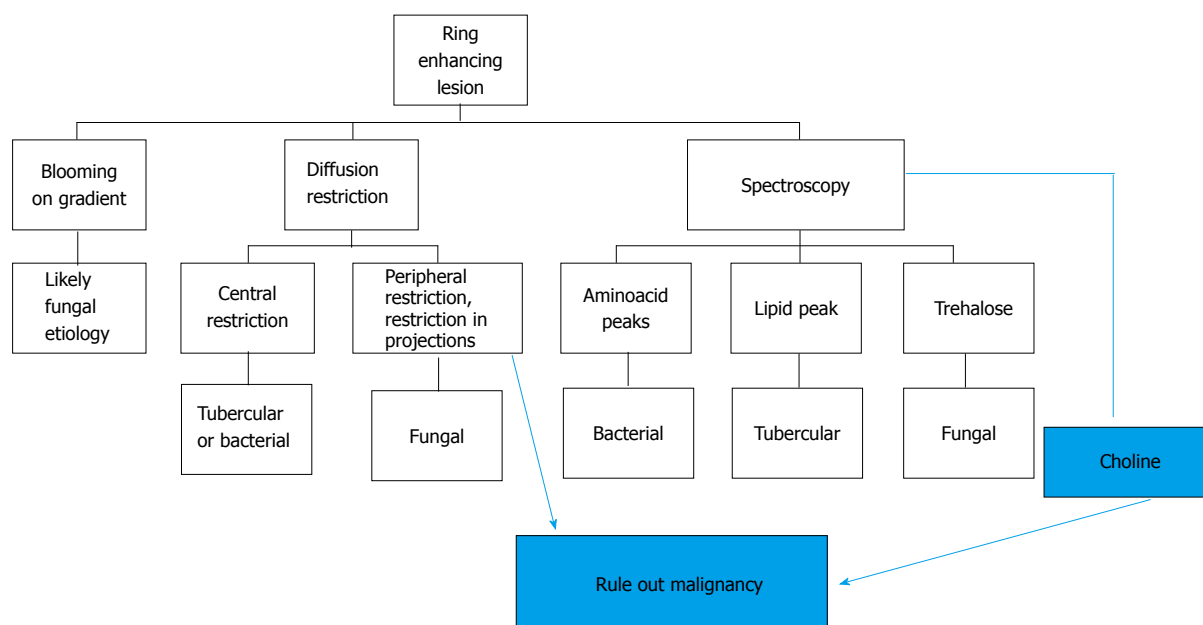 Ring
enhancing
lesion
Blooming
on gradient
Diffusion
restriction
Spectroscopy
Likely
fungal
etiology
Central
restriction
Peripheral
restriction,
restriction in
projections
Aminoacid
peaks
Lipid peak
Trehalose
Tubercular
or bacterial
Fungal
Bacterial
Tubercular
Fungal
Choline
Rule out malignancy